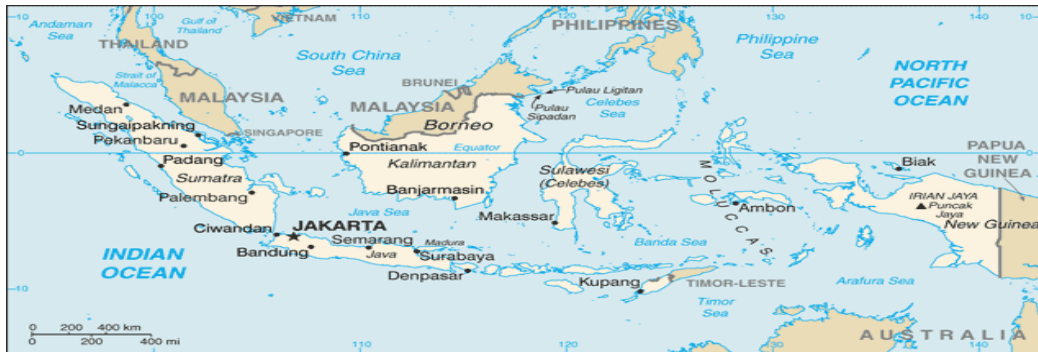 Andaman
Sea
Gulf of
Thailand
VIETNAM
110
PHILIPPINES
130
140
THAILAND
South China
Sea
Philippine
Sea
Strait of
Malacca
MALAYSIA
BRUNEI
MALAYSIA
Pulau Ligitan
Pulau
Sipadan
Celebes
Sea
NORTH
PACIFIC
OCEAN
Medan
Sungaipakning
Pekanbaru
SINGAPORE
Borneo
Pontianak
Equator
0
0
Padang
Sumatra
Kalimantan
Sulawesi
(Celebes)
MOLUCCAS
Biak
PAPUA
NEW
GUINEA
Palembang
Banjarmasin
Ambon
IRIAN JAYA
Puncak
Jaya
New Guinea
Java Sea
Makassar
Ciwandan
JAKARTA
Semarang
Madura
Banda Sea
Bandung
Java
Surabaya
INDIAN
OCEAN
Denpasar
Kupang
TIMOR-LESTE
Arafura Sea
10
10
Timor
Sea
0 200 400 km
0 200 400 mi
100
110
120
130
140
AUSTRALIA